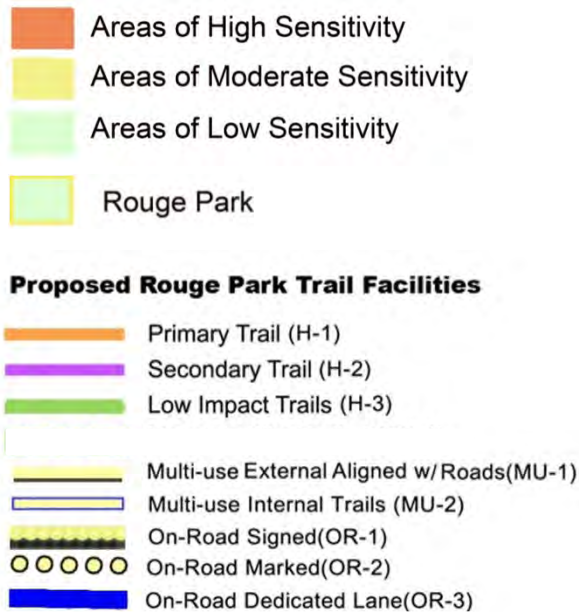 Areas of High Sensitivity
Areas of Moderate Sensitivity
Areas of Low Sensitivity
Rouge Park
Proposed Rouge Park Trail Facilities
Primary Trail (H-1)
Secondary Trail (H-2)
Low Impact Trails (H-3)
Multi-use External Aligned w/Roads(MU-1)
Multi-use Internal Trails (MU-2)
On-Road Signed(OR-1)
On-Road Marked(OR-2)
On-Road Dedicated Lane(OR-3)